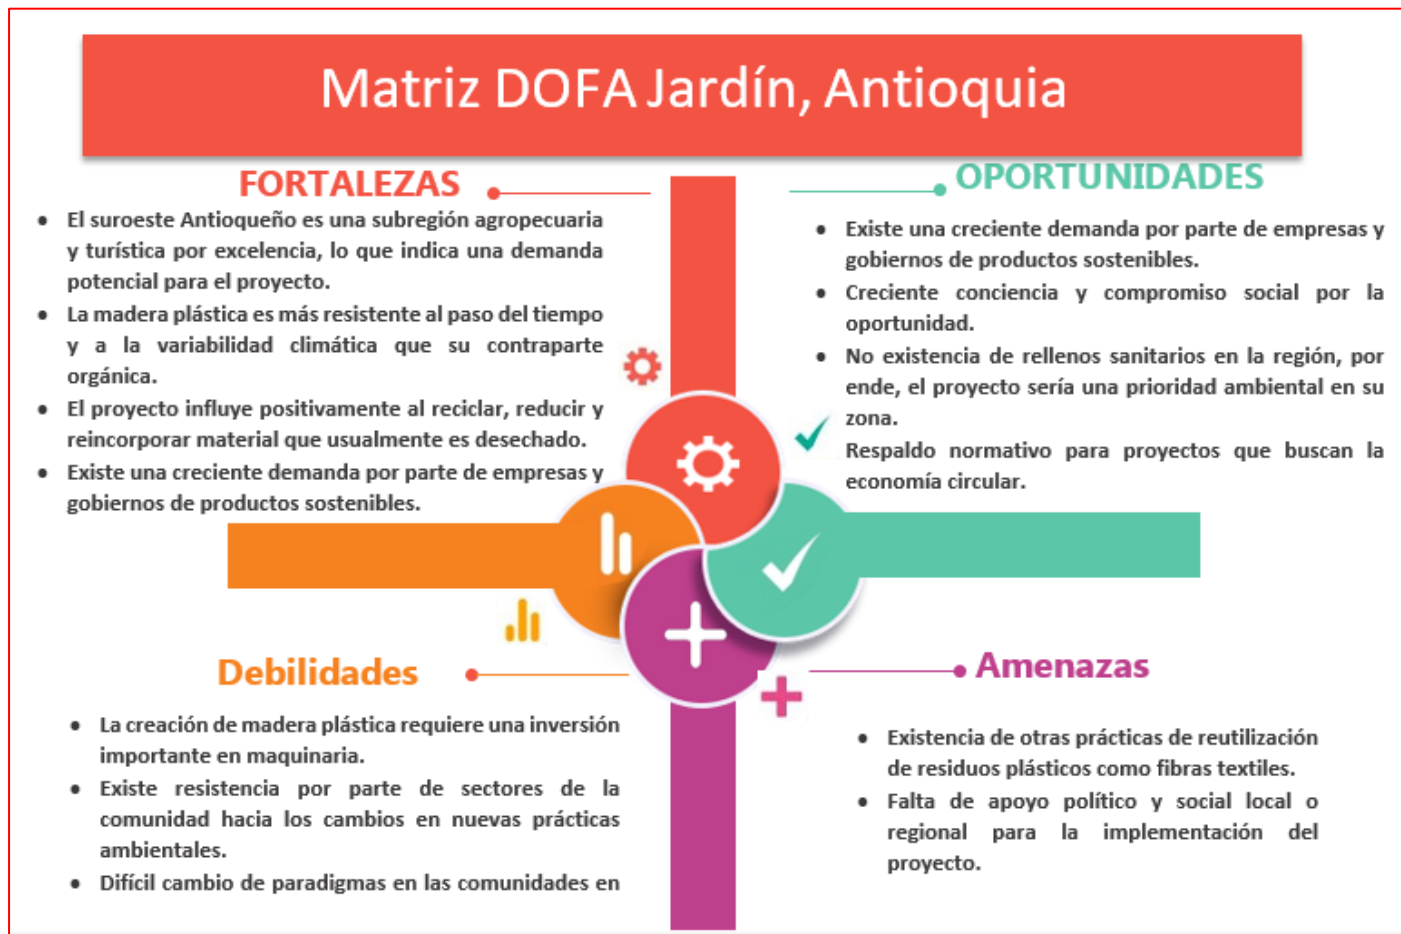 Matriz DOFA Jardín, Antioquia
FORTALEZAS
● El suroeste Antioqueño es una subregión agropecuaria
y turística por excelencia, lo que indica una demanda
potencial para el proyecto.
● La madera plástica es más resistente al paso del tiempo
y a la variabilidad climática que su contraparte
orgánica.
● El proyecto influye positivamente al reciclar, reducir y
reincorporar material que usualmente es desechado.
● Existe una creciente demanda por parte de empresas y
gobiernos de productos sostenibles.
OPORTUNIDADES
● Existe una creciente demanda por parte de empresas y
gobiernos de productos sostenibles.
● Creciente conciencia y compromiso social por la
oportunidad.
● No existencia de rellenos sanitarios en la región, por
ende, el proyecto sería una prioridad ambiental en su
zona.
Respaldo normativo para proyectos que buscan la
economía circular.
Debilidades
● La creación de madera plástica requiere una inversión
importante en maquinaria.
● Existe resistencia por parte de sectores de la
comunidad hacia los cambios en nuevas prácticas
ambientales.
● Difícil cambio de paradigmas en las comunidades en
Amenazas
● Existencia de otras prácticas de reutilización
de residuos plásticos como fibras textiles.
● Falta de apoyo político y social local o
regional para la implementación del
proyecto.